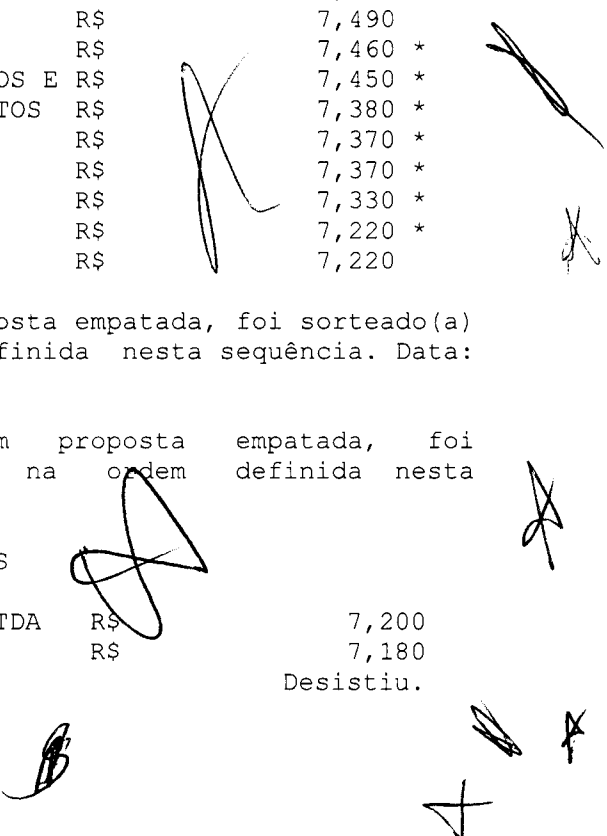 R$ 7,490
R$ 7,460 *
OS E R$ 7,450 *
TOS R$ 7,380 *
R$ 7,370 *
R$ 7,370 *
R$ 7,330 *
R$ 7,220 *
R$ 7,220
osta empatada, foi sorteado(a)
finida nesta sequência. Data:
m proposta empatada, foi
na ordem definida nesta
S
TDA R$ 7,200
R$ 7,180
Desistiu.